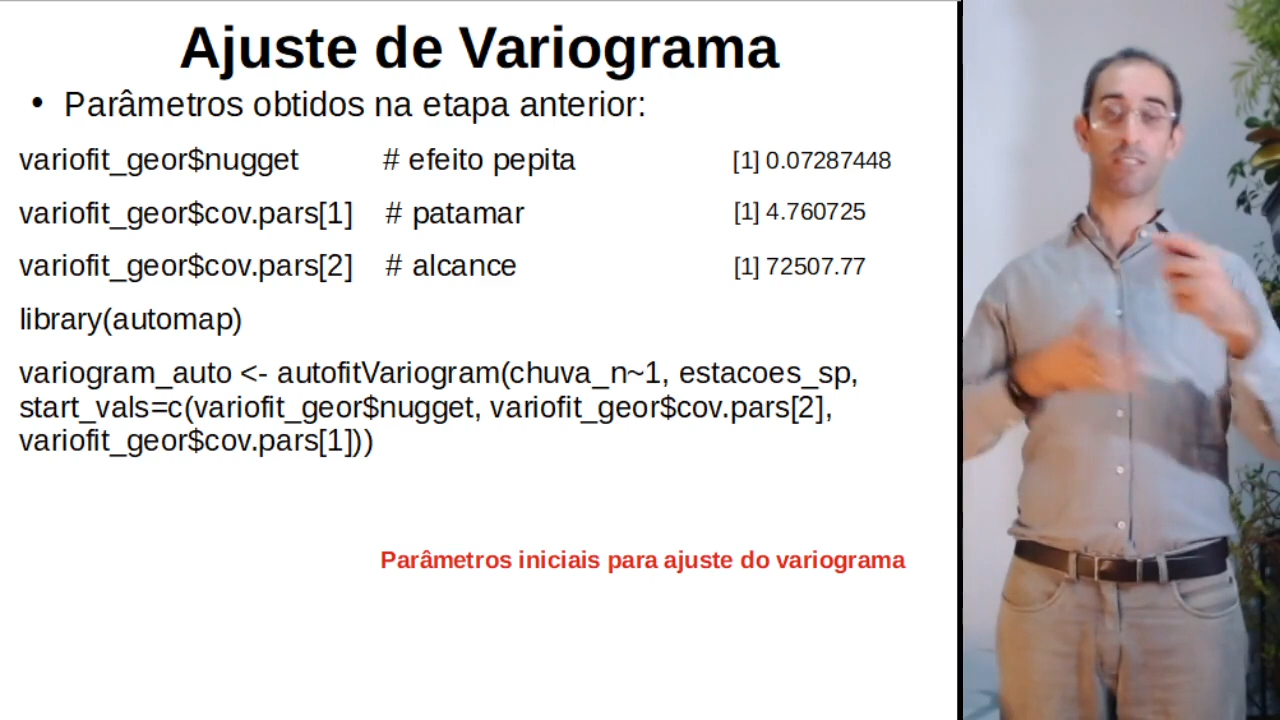 Ajuste de Variograma
• Parâmetros obtidos na etapa anterior:
variofit_geor$nugget # efeito pepita [1] 0.07287448
variofit_geor$cov.pars[1] # patamar [1] 4.760725
variofit_geor$cov.pars[2] # alcance [1] 72507.77
library(automap)
variogram_auto <- autofitVariogram(chuva_n~1, estacoes_sp,
start_vals=c(variofit_geor$nugget, variofit_geor$cov.pars[2],
variofit_geor$cov.pars[1]))
Parâmetros iniciais para ajuste do variograma